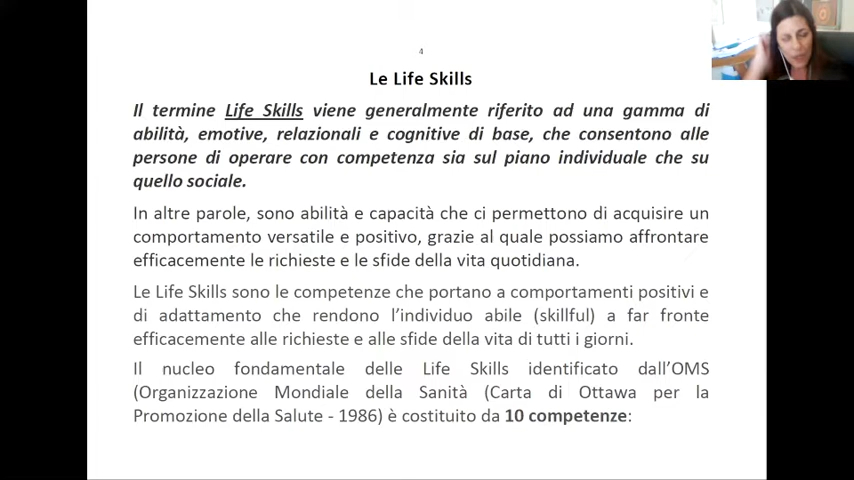 4
Le Life Skills
Il termine Life Skills viene generalmente riferito ad una gamma di
abilità, emotive, relazionali e cognitive di base, che consentono alle
persone di operare con competenza sia sul piano individuale che su
quello sociale.
In altre parole, sono abilità e capacità che ci permettono di acquisire un
comportamento versatile e positivo, grazie al quale possiamo affrontare
efficacemente le richieste e le sfide della vita quotidiana.
Le Life Skills sono le competenze che portano a comportamenti positivi e
di adattamento che rendono l’individuo abile (skillful) a far fronte
efficacemente alle richieste e alle sfide della vita di tutti i giorni.
Il nucleo fondamentale delle Life Skills identificato dall’OMS
(Organizzazione Mondiale della Sanità (Carta di Ottawa per la
Promozione della Salute - 1986) è costituito da 10 competenze: